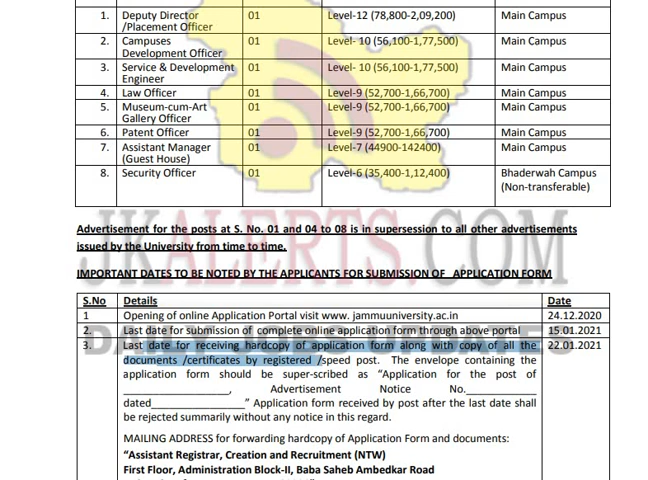 1. Deputy Director 01 Level-12 (78,800-2,09,200) Main Campus
/Placement Officer
2. Campuses 01 Level- 10 (56,100-1,77,500) Main Campus
Development Officer
3. Service & Development 01 Level- 10 (56,100-1,77,500) Main Campus
Engineer
4. Law Officer 01 Level-9 (52,700-1,66,700) Main Campus
5. Museum-cum-Art 01 Level-9 (52,700-1,66,700) Main Campus
Gallery Officer
6. Patent Officer 01 Level-9 (52,700-1,66,700) Main Campus
7. Assistant Manager 01 Level-7 (44900-142400) Main Campus
(Guest House)
8. Security Officer 01 Level-6 (35,400-1,12,400) Bhaderwah Campus
(Non-transferable)
JKALERTS.COM
Advertisement for the posts at S. No. 01 and 04 to 08 is in supersession to all other advertisements
issued by the University from time to time.
IMPORTANT DATES TO BE NOTED BY THE APPLICANTS FOR SUBMISSION OF APPLICATION FORM
S.No Details Date
1 Opening of online Application Portal visit www. jammuuniversity.ac.in 24.12.2020
2. Last date for submission of complete online application form through above portal 15.01.2021
3. Last date for receiving hardcopy of application form along with copy of all the 22.01.2021
documents /certificates by registered /speed post. The envelope containing the
application form should be super-scribed as “Application for the post of
________________, Advertisement Notice No.___________
dated______________” Application form received by post after the last date shall
be rejected summarily without any notice in this regard.
MAILING ADDRESS for forwarding hardcopy of Application Form and documents:
“Assistant Registrar, Creation and Recruitment (NTW)
First Floor, Administration Block-II, Baba Saheb Ambedkar Road